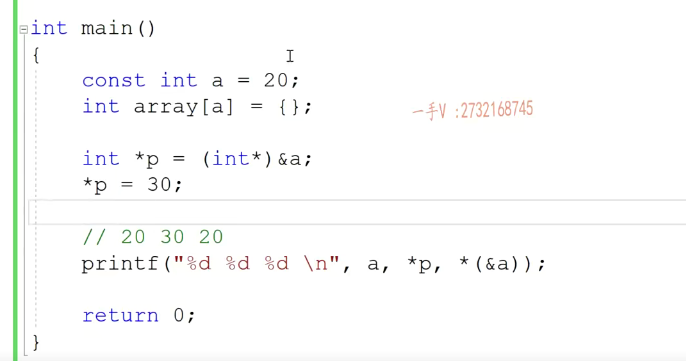 int main()
{
const int a = 20;
int array[a] = {};
一手V :2732168745
int *p = (int*)&a;
*p = 30;
// 20 30 20
printf("%d %d %d \n", a, *p, *(&a));
return 0;
}